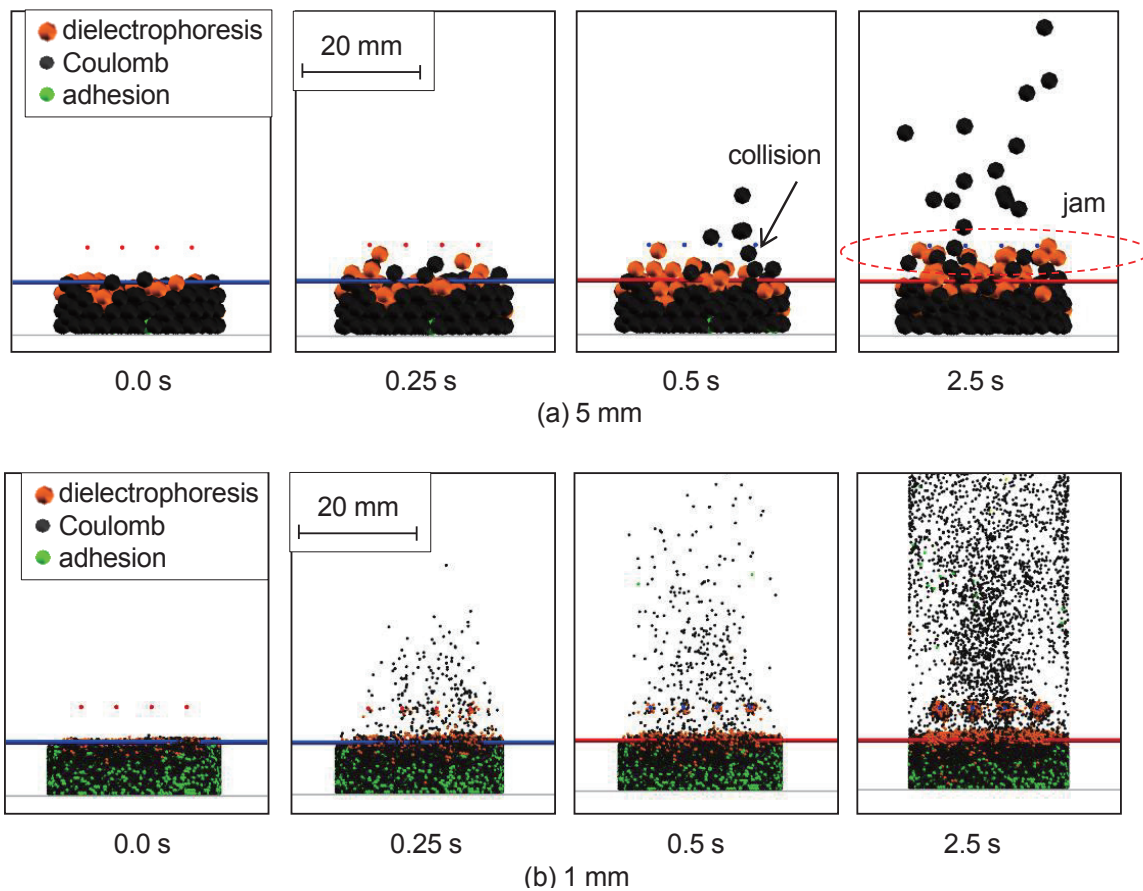 dielectrophoresis
Coulomb
adhesion
20 mm
collision
jam
0.0 s
0.25 s
0.5 s
2.5 s
(a) 5 mm
dielectrophoresis
Coulomb
adhesion
20 mm
0.0 s
0.25 s
0.5 s
2.5 s
(b) 1 mm